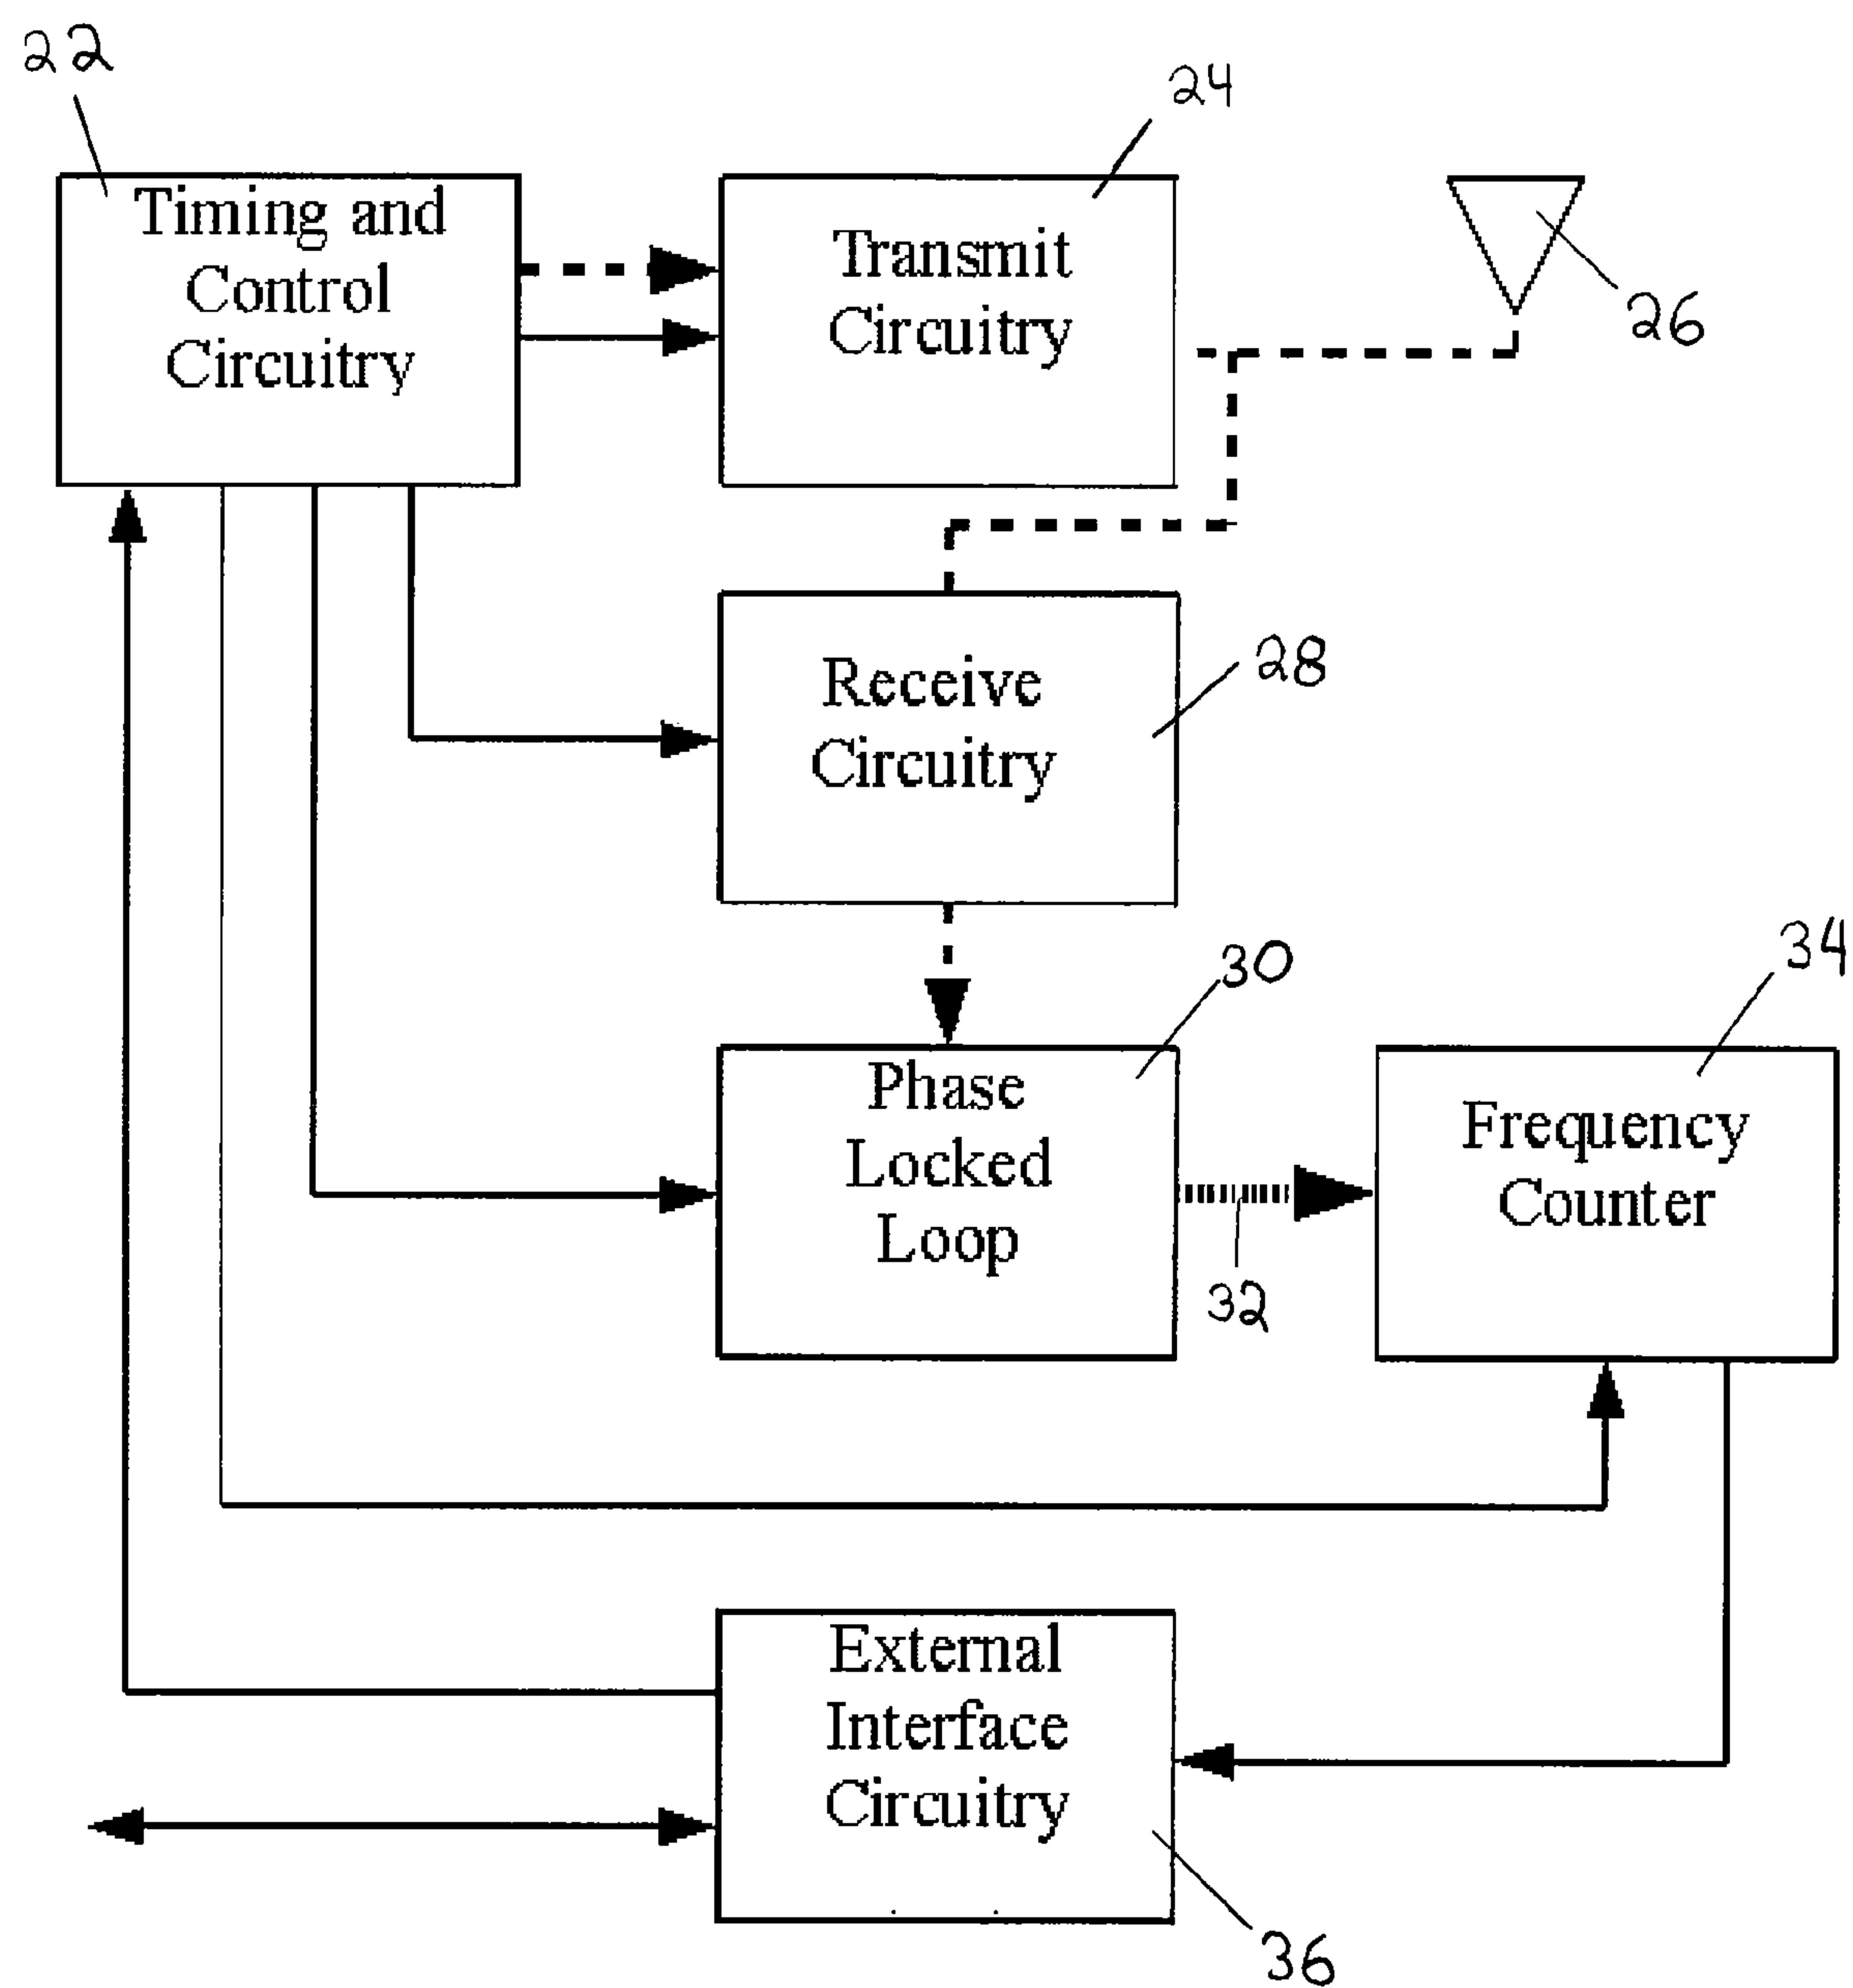 22
24
Timing and
Control
Circuitry
Transmit
Circuitry
26
Receive
Circuitry
28
30
34
Phase
Locked
Loop
Frequency
Counter
32
External
Interface
Circuitry
36